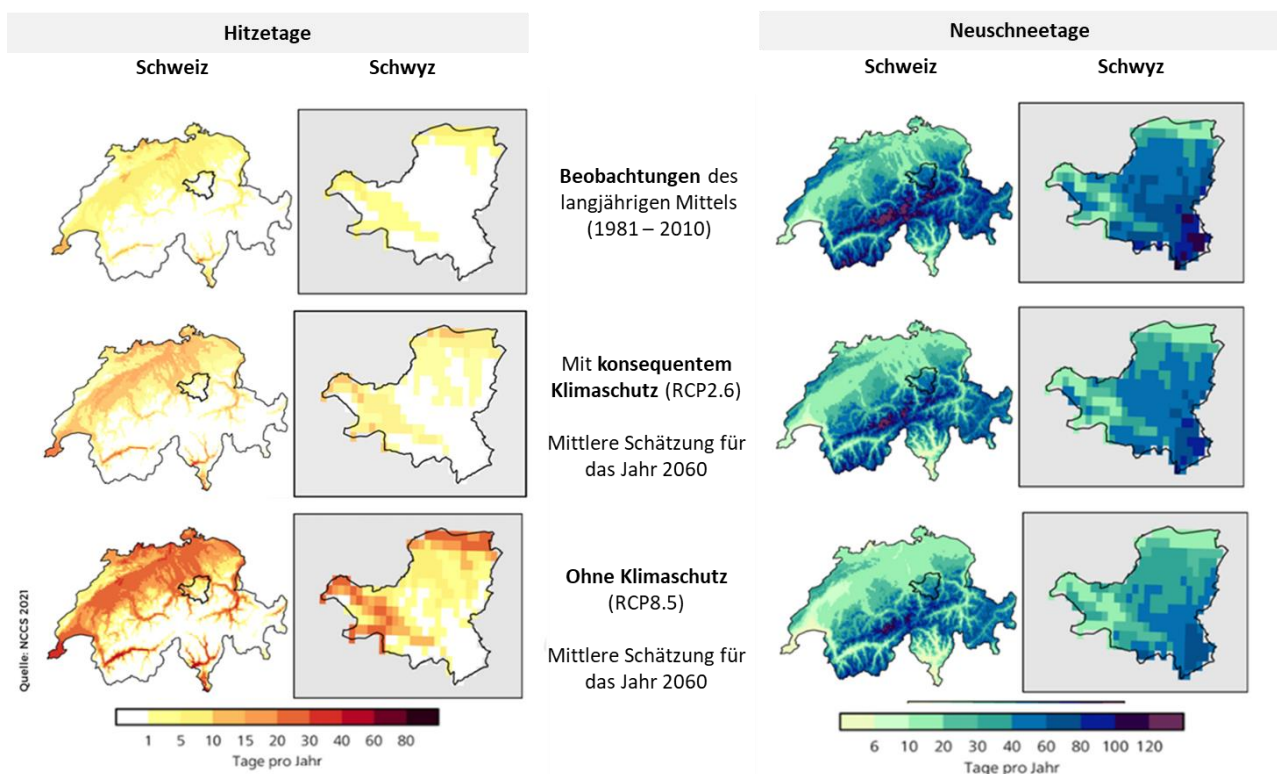 Hitzetage
Schweiz
Schwyz
Neuschneetage
Schweiz
Schwyz
Beobachtungen des
langjährigen Mittels
(1981 – 2010)
Mit konsequentem
Klimaschutz (RCP2.6)
Mittlere Schätzung für
das Jahr 2060
Ohne Klimaschutz
(RCP8.5)
Mittlere Schätzung für
das Jahr 2060
Quelle: NCCS 2021
1 5 10 15 20 30 40 60 80
Tage pro Jahr
6 10 20 30 40 60 80 100 120
Tage pro Jahr